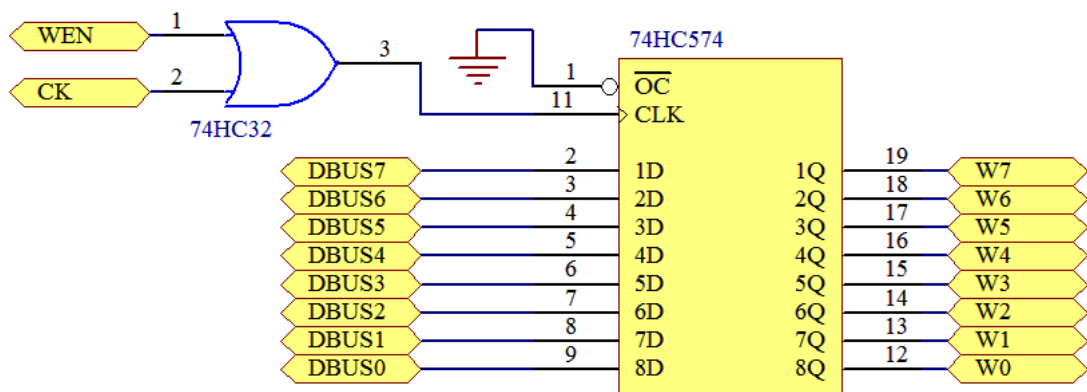 WEN 1
3
CK 2
74HC32
74HC574
1 OC
11 CLK
DBUS7 2 1D 1Q 19 W7
DBUS6 3 2D 2Q 18 W6
DBUS5 4 3D 3Q 17 W5
DBUS4 5 4D 4Q 16 W4
DBUS3 6 5D 5Q 15 W3
DBUS2 7 6D 6Q 14 W2
DBUS1 8 7D 7Q 13 W1
DBUS0 9 8D 8Q 12 W0